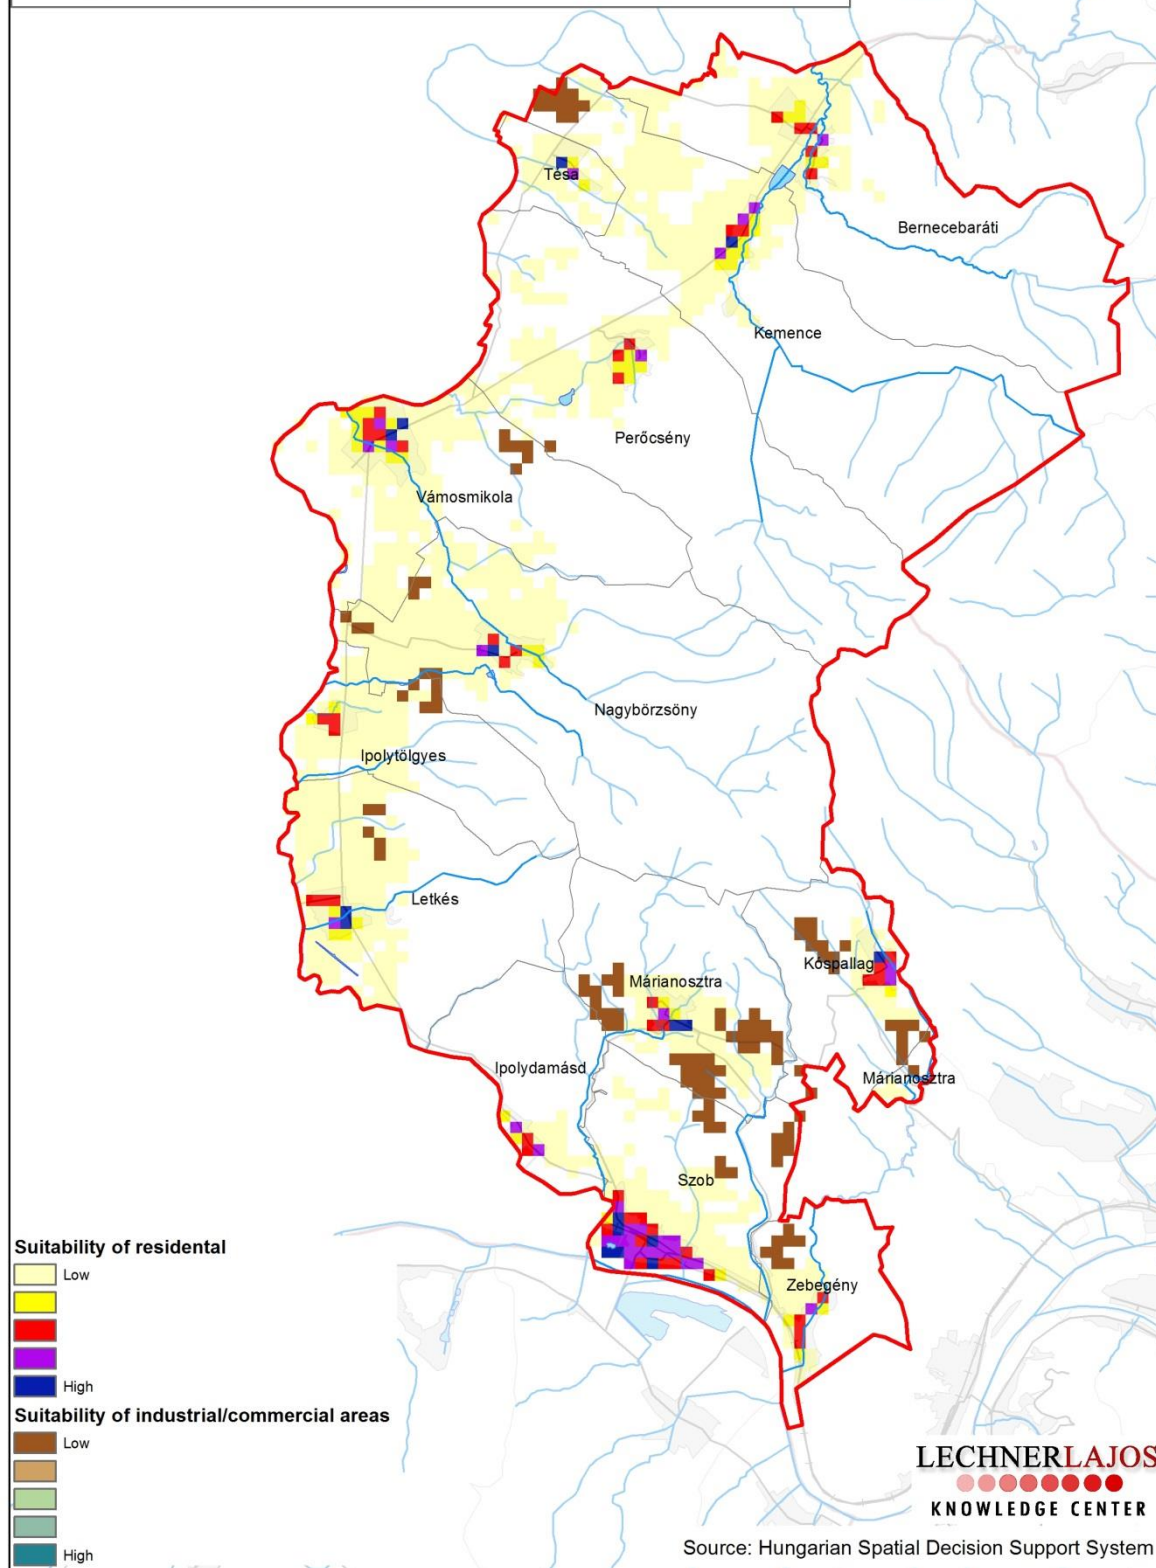 Tésa
Bernecebaráti
Kemence
Perőcsény
Vámosmikola
Nagybörzsöny
Ipolytölgyes
Letkés
Kóspallag
Márianosztra
Ipolydamásd
Márianosztra
Szob
Zebegény
Suitability of residental
Low
High
Suitability of industrial/commercial areas
Low
High
LECHNERLAJOS
KNOWLEDGE CENTER
Source: Hungarian Spatial Decision Support System